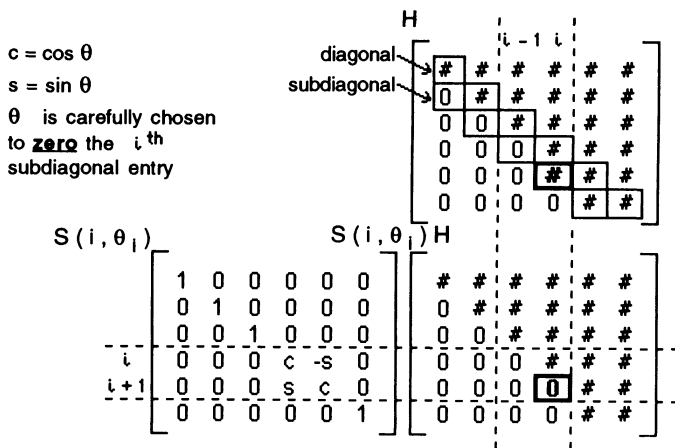 H
i - 1 i
c = cos θ
s = sin θ
θ is carefully chosen
to zero the i th
subdiagonal entry
diagonal
subdiagonal
# # # # # #
0 # # # # #
0 0 # # # #
0 0 0 # # #
0 0 0 # # #
0 0 0 0 # #
S ( i , θ i )
S ( i , θ i ) H
1 0 0 0 0 0
0 1 0 0 0 0
0 0 1 0 0 0
i 0 0 0 c -s 0
i + 1 0 0 0 s c 0
0 0 0 0 0 1
# # # # # #
0 # # # # #
0 0 # # # #
0 0 0 # # #
0 0 0 0 # #
0 0 0 0 # #